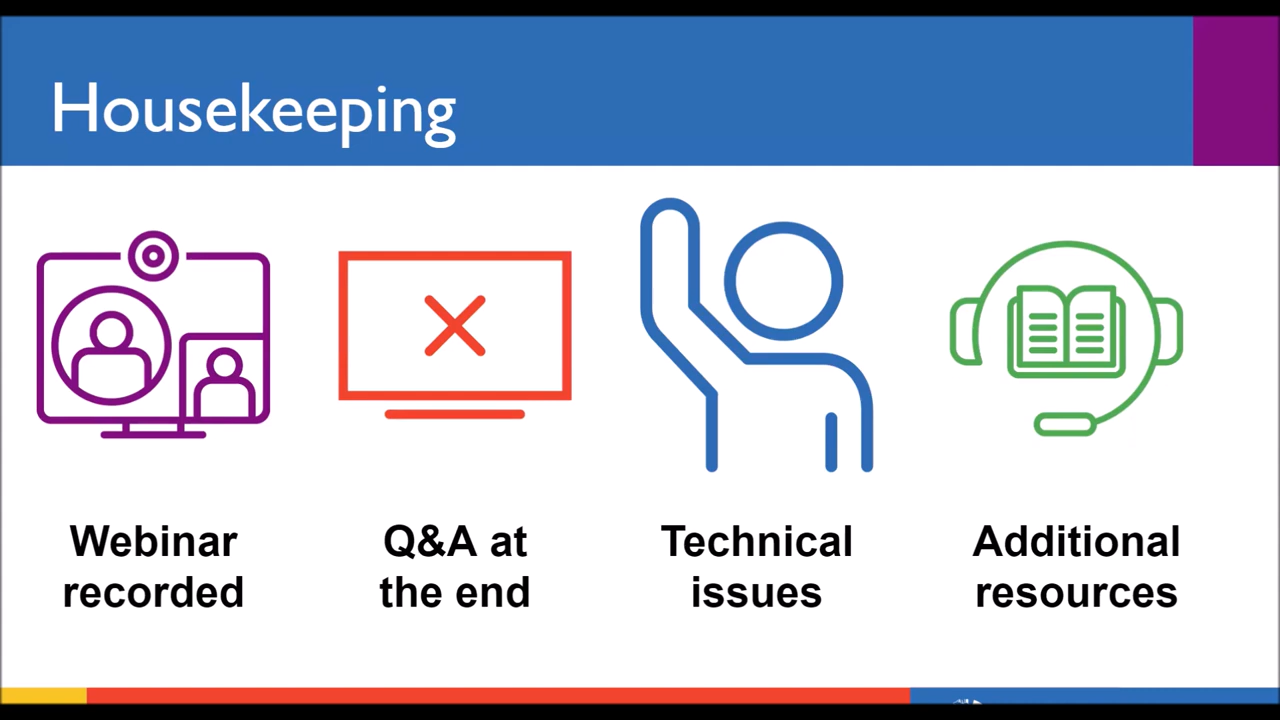 Housekeeping
Webinar
recorded
Q&A at
the end
Technical
issues
Additional
resources